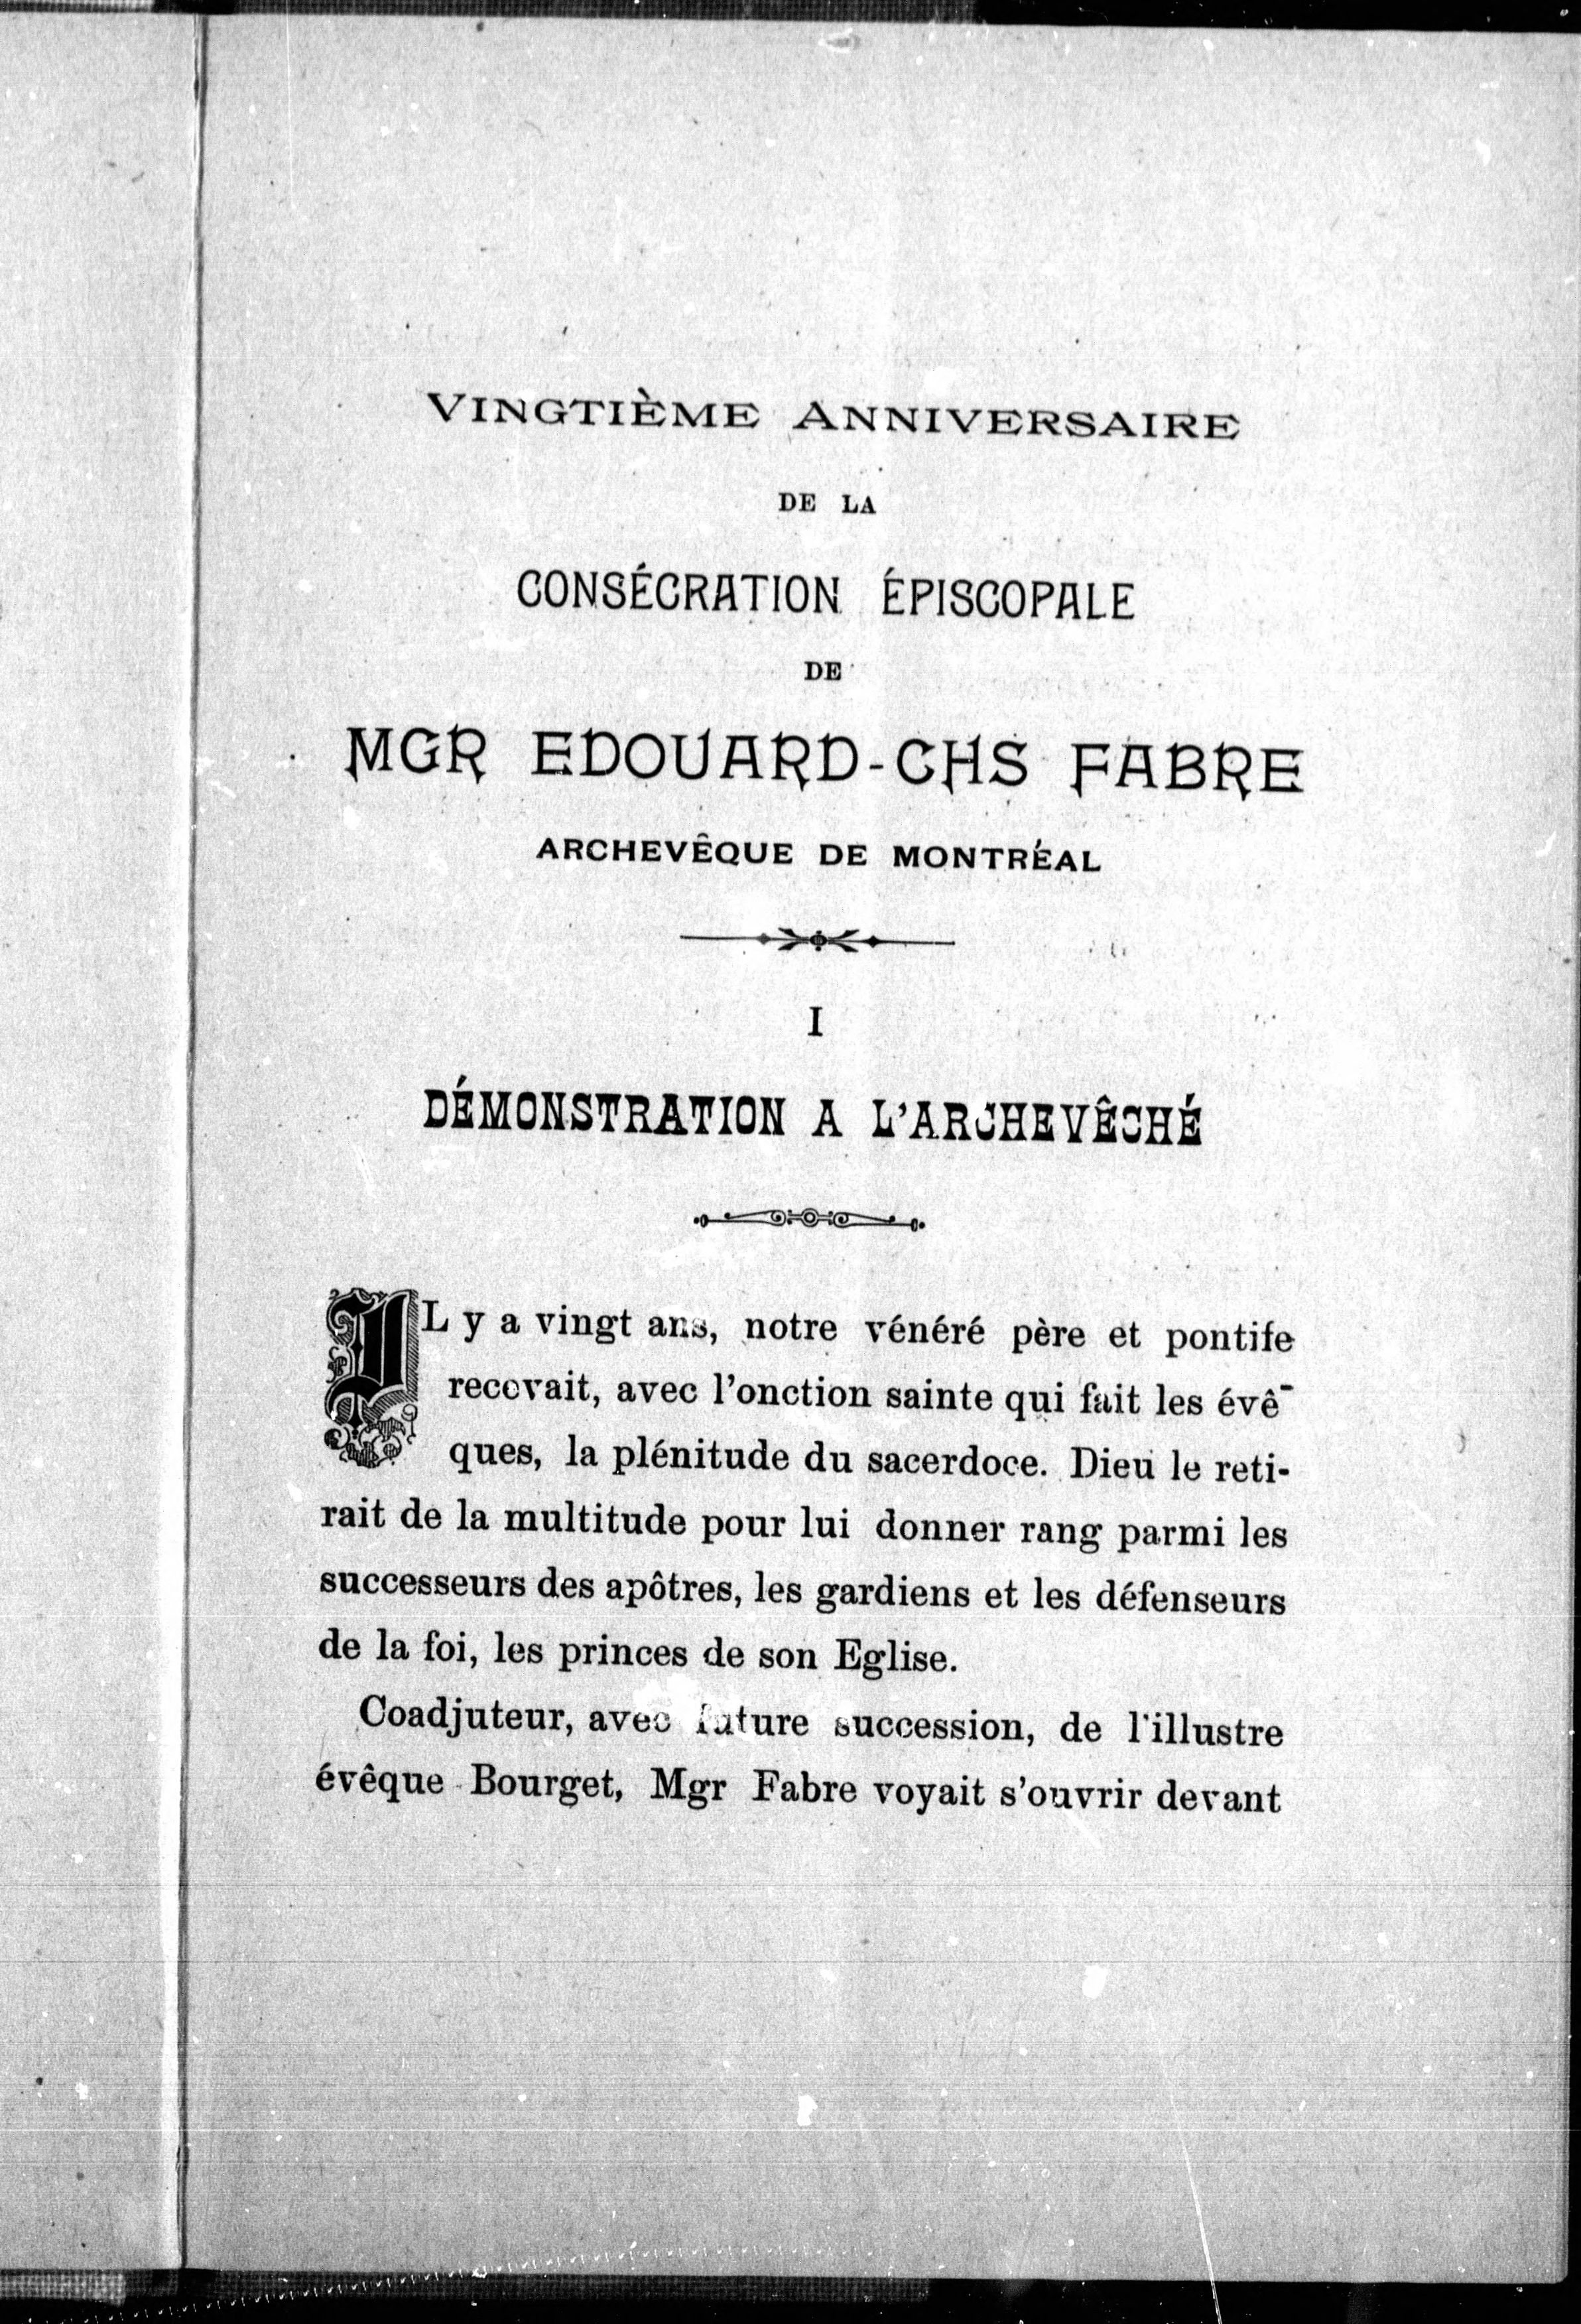 VINGTIÈME ANNIVERSAIRE
DE LA
CONSÉCRATION ÉPISCOPALE
DE
MGR EDOUARD-CHS FABRE
ARCHEVÊQUE DE MONTRÉAL
I
DÉMONSTRATION A L'ARCHEVÊCHÉ
IL y a vingt ans, notre vénéré père et pontife
recevait, avec l'onction sainte qui fait les évê-
ques, la plénitude du sacerdoce. Dieu le reti-
rait de la multitude pour lui donner rang parmi les
successeurs des apôtres, les gardiens et les défenseurs
de la foi, les princes de son Eglise.
Coadjuteur, avec future succession, de l'illustre
évêque Bourget, Mgr Fabre voyait s'ouvrir devant